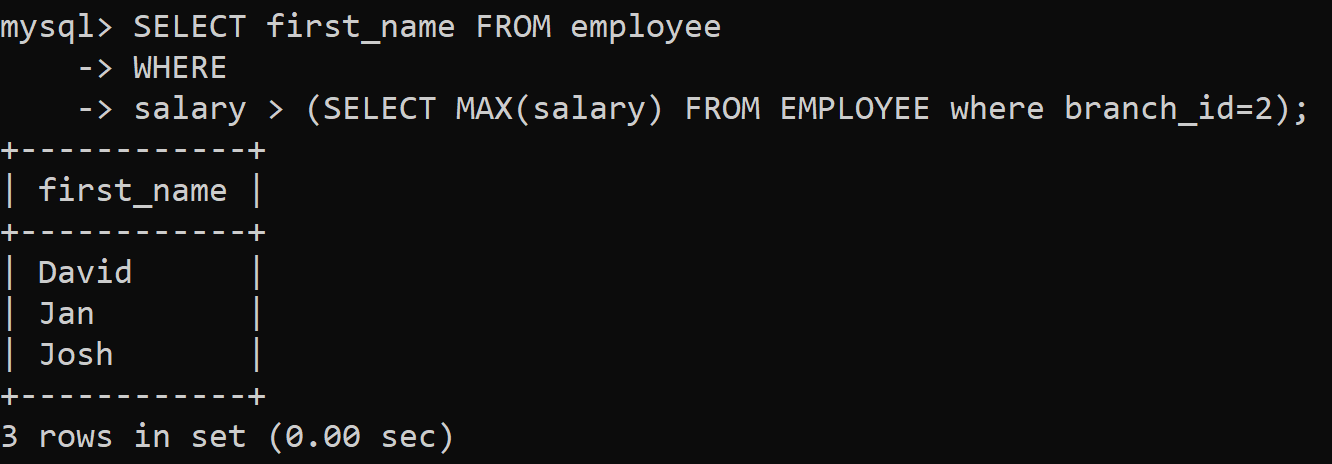 mysql> SELECT first_name FROM employee
    -> WHERE
    -> salary > (SELECT MAX(salary) FROM EMPLOYEE where branch_id=2);
+------------+
| first_name |
+------------+
| David      |
| Jan        |
| Josh       |
+------------+
3 rows in set (0.00 sec)